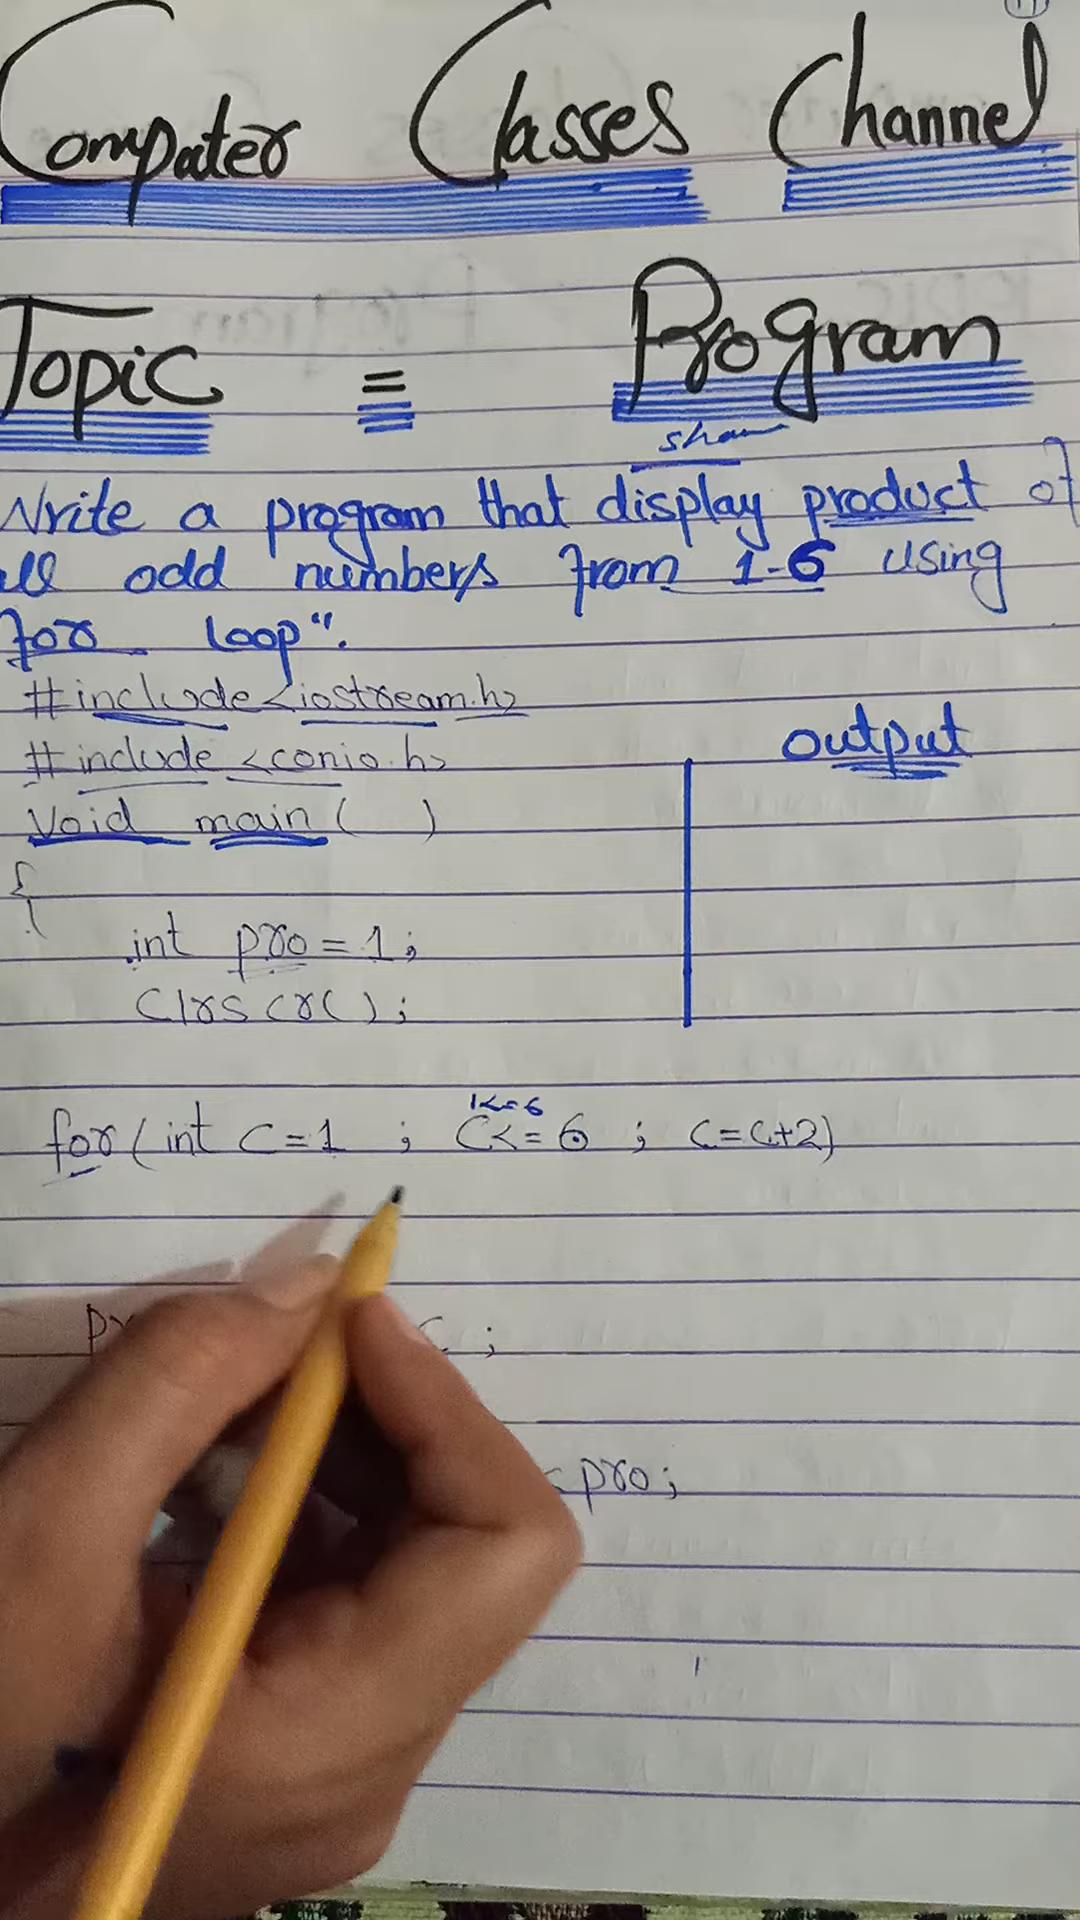 Computer Classes Channel
Topic = Program
show
Write a program that display product of
all odd numbers from 1-6 using
for loop".
#include<iostream.h>
output
#include <conio.h>
Void main( )
{
int pro = 1;
Clrscr();
1<=6
for(int C=1 ; C<=6 ; C=C+2)
C ;
< pro;